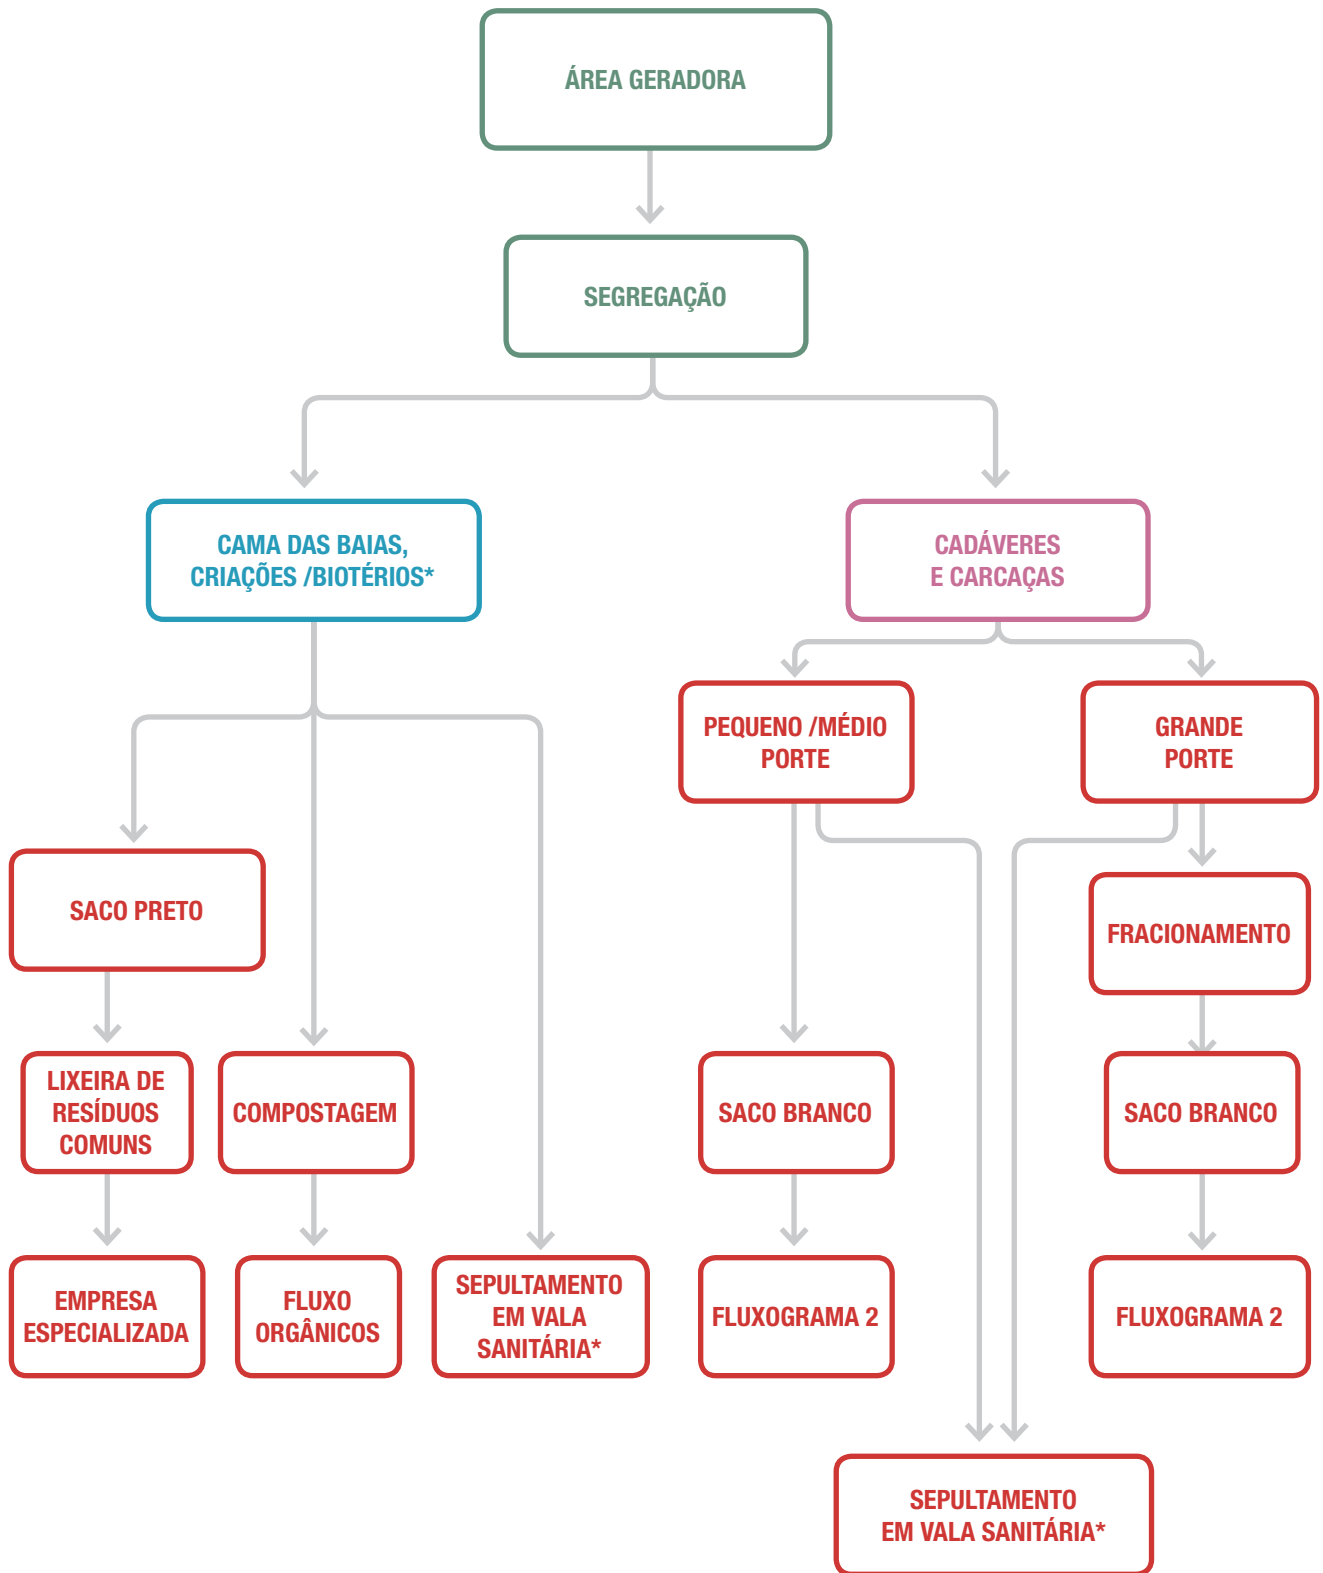 ÁREA GERADORA
SEGREGAÇÃO
CAMA DAS BAIAS,
CRIAÇÕES /BIOTÉRIOS*
CADÁVERES
E CARCAÇAS
PEQUENO /MÉDIO
PORTE
GRANDE
PORTE
SACO PRETO
FRACIONAMENTO
LIXEIRA DE
RESÍDUOS
COMUNS
COMPOSTAGEM
SACO BRANCO
SACO BRANCO
EMPRESA
ESPECIALIZADA
FLUXO
ORGÂNICOS
SEPULTAMENTO
EM VALA
SANITÁRIA*
FLUXOGRAMA 2
FLUXOGRAMA 2
SEPULTAMENTO
EM VALA SANITÁRIA*